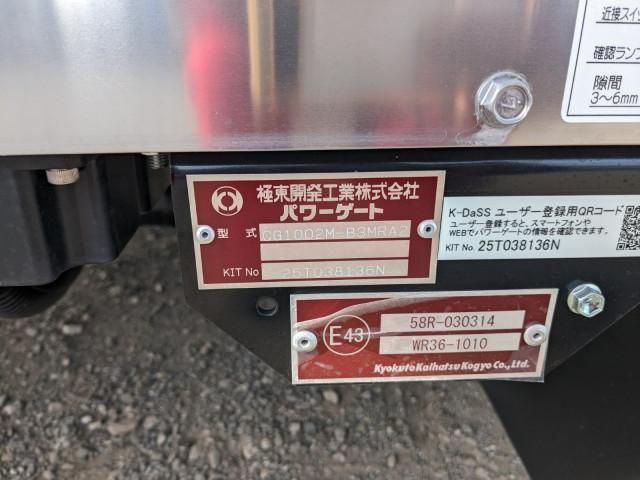 近接スイッ
確認ランプ
隙間
3～6mm
極東開発工業株式会社
パワーゲート
型 式 CG1002M-B3MRA2
KIT No 25T038136N
K-DaSS ユーザー登録用QRコード
ユーザー登録すると、スマートフォンや
WEBでパワーゲートの情報を確認できます。
KIT No. 25T038136N
E43
58R-030314
WR36-1010
Kyokuto Kaihatsu Kogyo Co., Ltd.